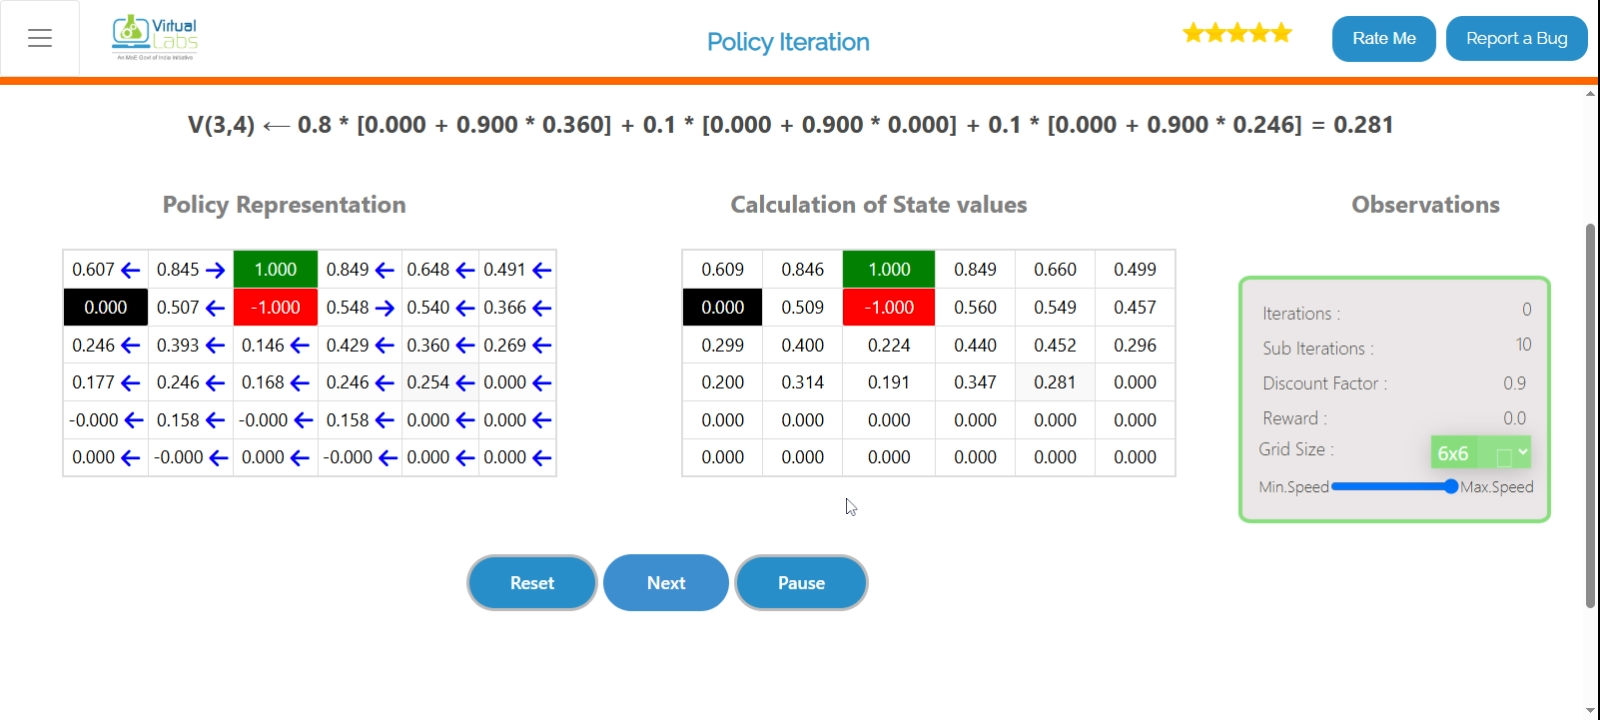 Virtual
Labs
An MoE Govt of India Initiative
Policy Iteration
Rate Me
Report a Bug
V(3,4) ← 0.8 * [0.000 + 0.900 * 0.360] + 0.1 * [0.000 + 0.900 * 0.000] + 0.1 * [0.000 + 0.900 * 0.246] = 0.281
Policy Representation
0.607 ← 0.845 → 1.000 0.849 ← 0.648 ← 0.491 ←
0.000 0.507 ← -1.000 0.548 → 0.540 ← 0.366 ←
0.246 ← 0.393 ← 0.146 ← 0.429 ← 0.360 ← 0.269 ←
0.177 ← 0.246 ← 0.168 ← 0.246 ← 0.254 ← 0.000 ←
-0.000 ← 0.158 ← -0.000 ← 0.158 ← 0.000 ← 0.000 ←
0.000 ← -0.000 ← 0.000 ← -0.000 ← 0.000 ← 0.000 ←
Calculation of State values
0.609 0.846 1.000 0.849 0.660 0.499
0.000 0.509 -1.000 0.560 0.549 0.457
0.299 0.400 0.224 0.440 0.452 0.296
0.200 0.314 0.191 0.347 0.281 0.000
0.000 0.000 0.000 0.000 0.000 0.000
0.000 0.000 0.000 0.000 0.000 0.000
Observations
Iterations : 0
Sub Iterations : 10
Discount Factor : 0.9
Reward : 0.0
Grid Size : 6x6
Min.Speed Max.Speed
Reset
Next
Pause